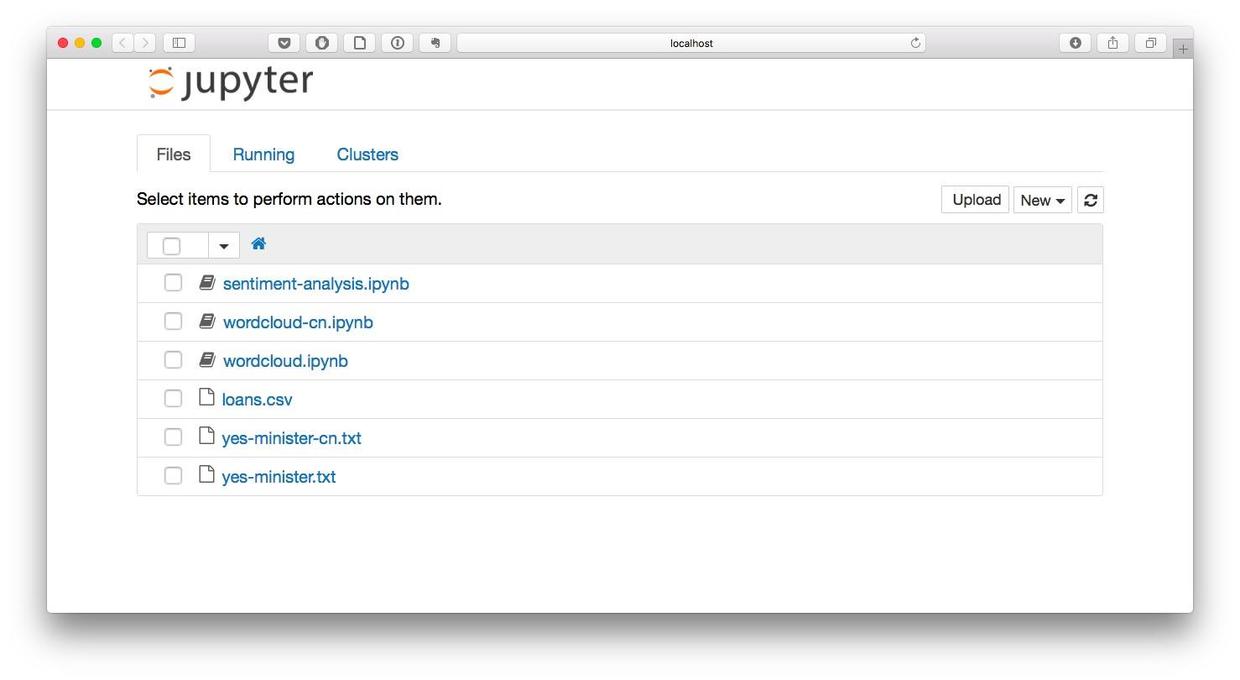 localhost
jupyter
Files Running Clusters
Select items to perform actions on them. Upload New
sentiment-analysis.ipynb
wordcloud-cn.ipynb
wordcloud.ipynb
loans.csv
yes-minister-cn.txt
yes-minister.txt